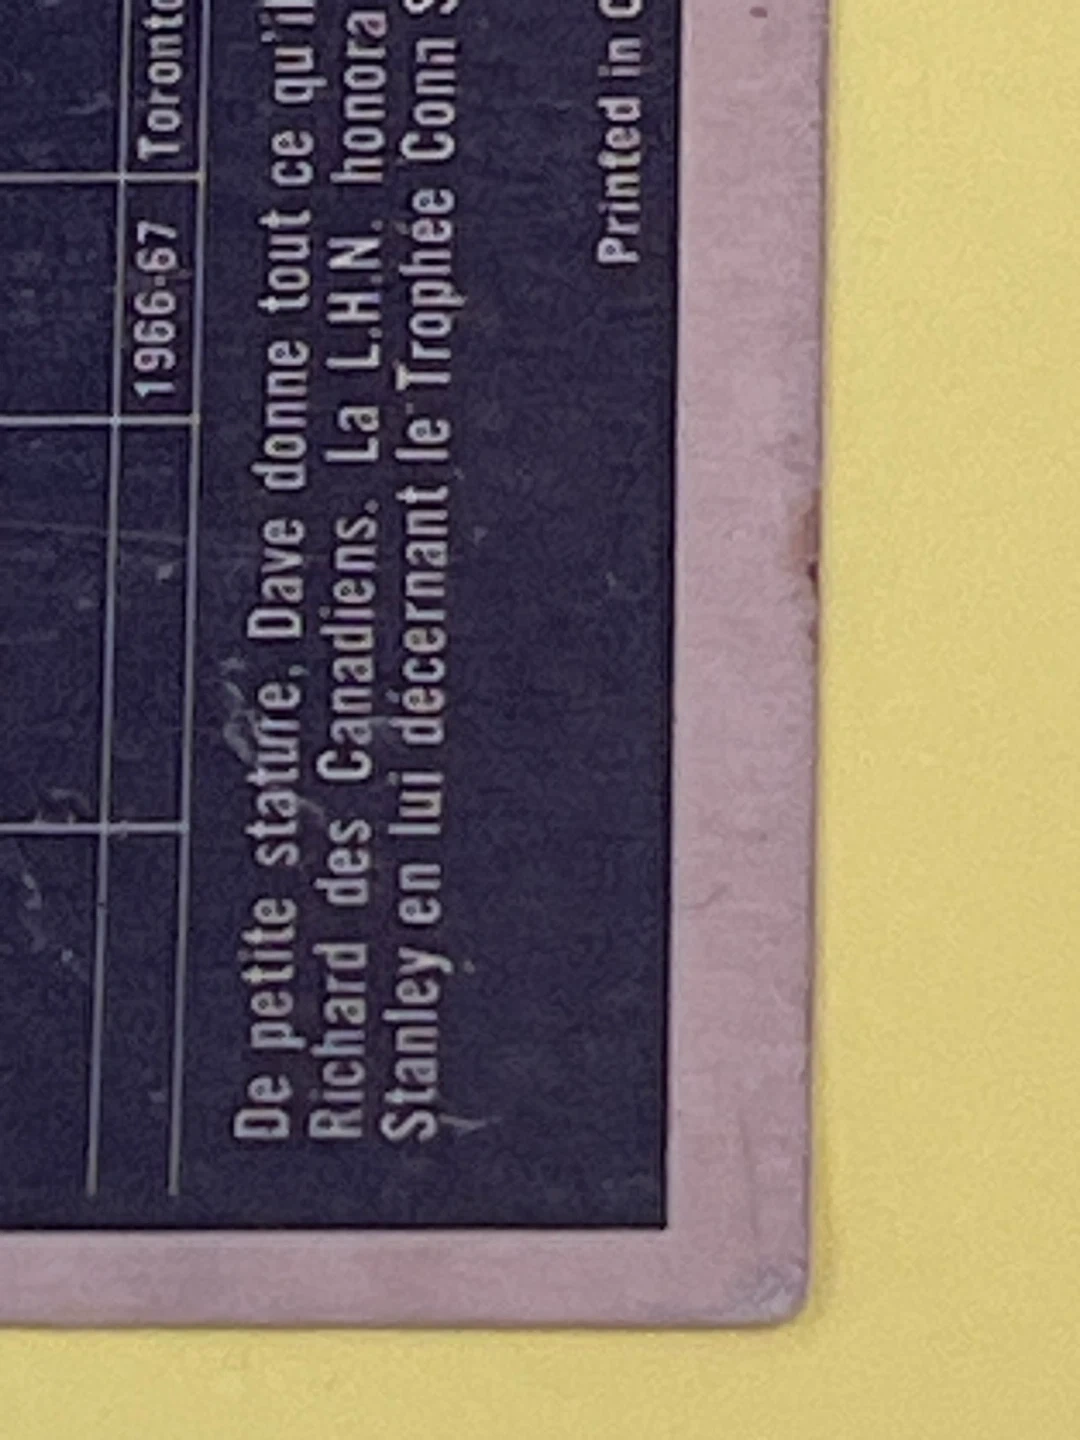 1966-67 Toronto
De petite stature, Dave donne tout ce qu'il
Richard des Canadiens. La L.H.N. honora
Stanley en lui décernant le Trophée Conn
Printed in